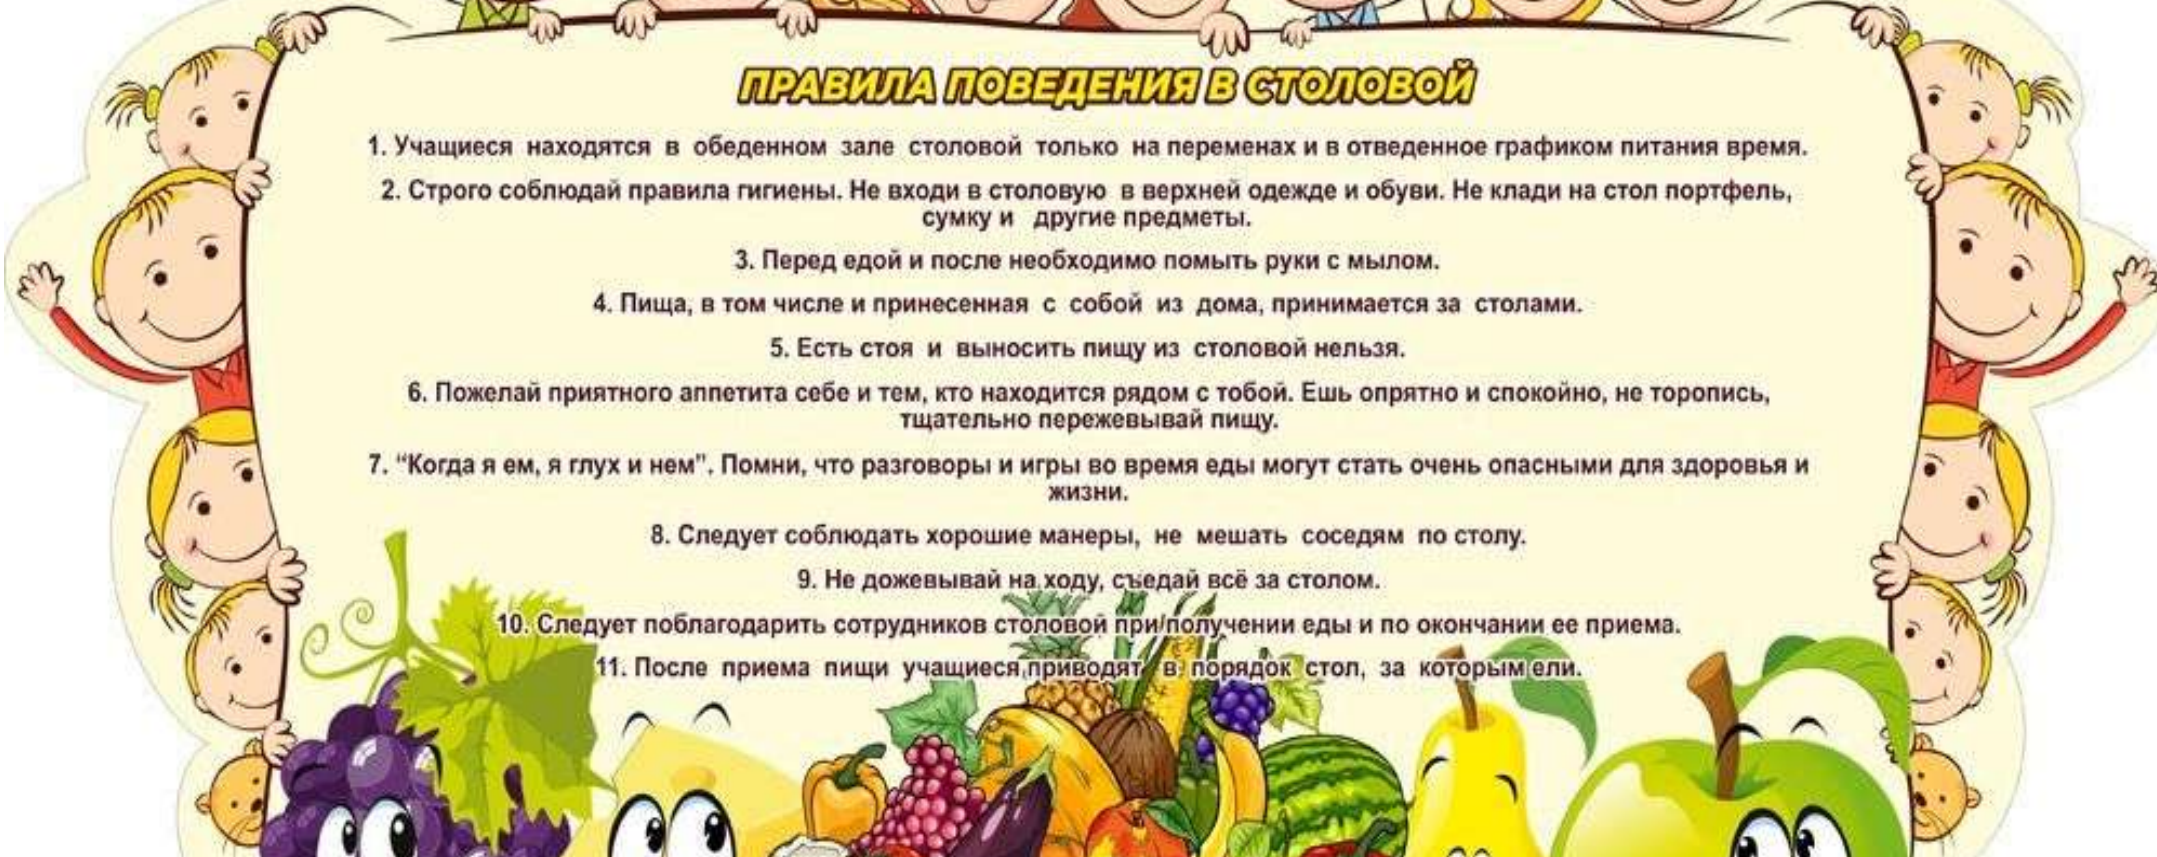 ПРАВИЛА ПОВЕДЕНИЯ В СТОЛОВОЙ
1. Учащиеся находятся в обеденном зале столовой только на переменах и в отведенное графиком питания время.
2. Строго соблюдай правила гигиены. Не входи в столовую в верхней одежде и обуви. Не клади на стол портфель,
сумку и другие предметы.
3. Перед едой и после необходимо помыть руки с мылом.
4. Пища, в том числе и принесенная с собой из дома, принимается за столами.
5. Есть стоя и выносить пищу из столовой нельзя.
6. Пожелай приятного аппетита себе и тем, кто находится рядом с тобой. Ешь опрятно и спокойно, не торопись,
тщательно пережевывай пищу.
7. “Когда я ем, я глух и нем”. Помни, что разговоры и игры во время еды могут стать очень опасными для здоровья и
жизни.
8. Следует соблюдать хорошие манеры, не мешать соседям по столу.
9. Не дожевывай на ходу, съедай всё за столом.
10. Следует поблагодарить сотрудников столовой при получении еды и по окончании ее приема.
11. После приема пищи учащиеся приводят в порядок стол, за которым ели.